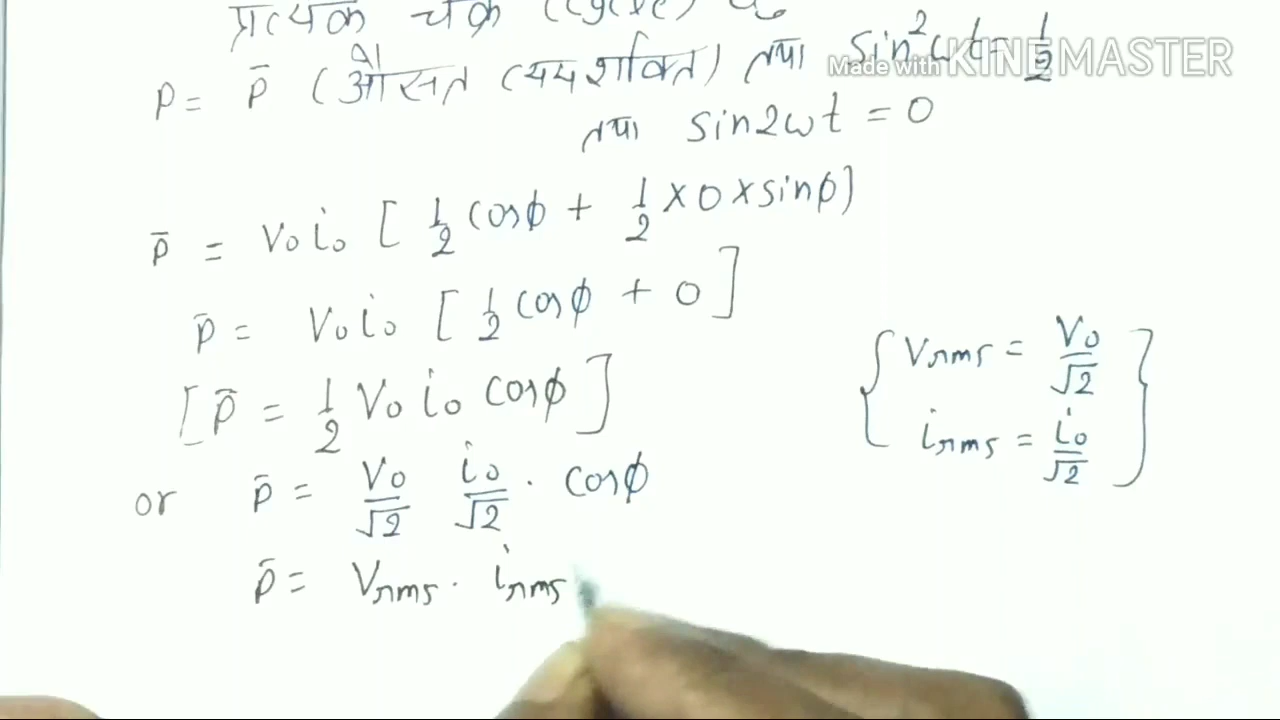 प्रत्येक चक्र (cycle) के
P = P̄ (औसत व्ययशक्ति) तथा sin²ωt = 1/2
Made with KINEMASTER
तथा sin2ωt = 0
P̄ = V₀i₀ [ 1/2 cosϕ + 1/2 × 0 × sinϕ]
P̄ = V₀i₀ [ 1/2 cosϕ + 0 ]
[ P̄ = 1/2 V₀ i₀ cosϕ ]
{ Vrms = V₀/√2 }
{ irms = i₀/√2 }
or P̄ = V₀/√2 i₀/√2 · cosϕ
P̄ = Vrms · irms